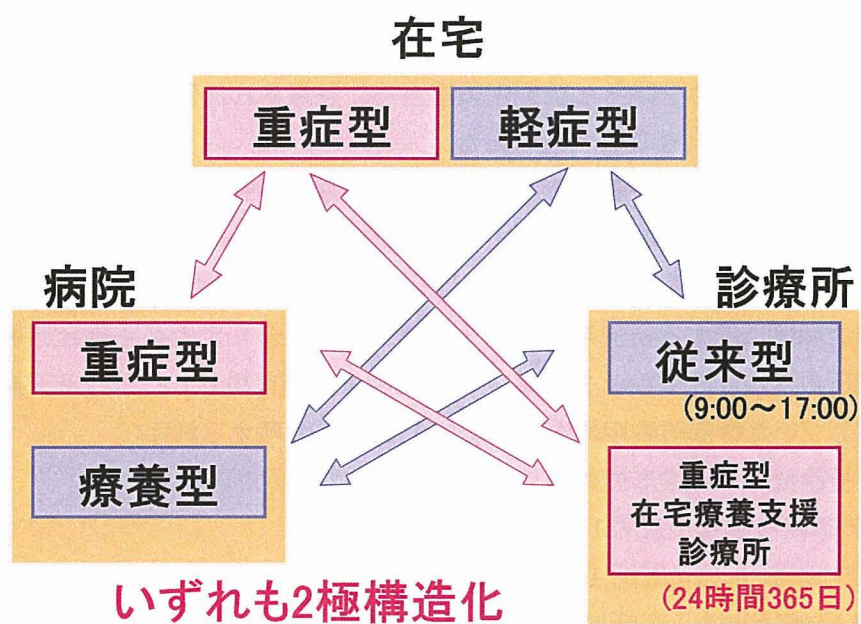 在宅
重症型
軽症型
病院
重症型
療養型
診療所
従来型
(9:00～17:00)
重症型
在宅療養支援
診療所
(24時間365日)
いずれも2極構造化